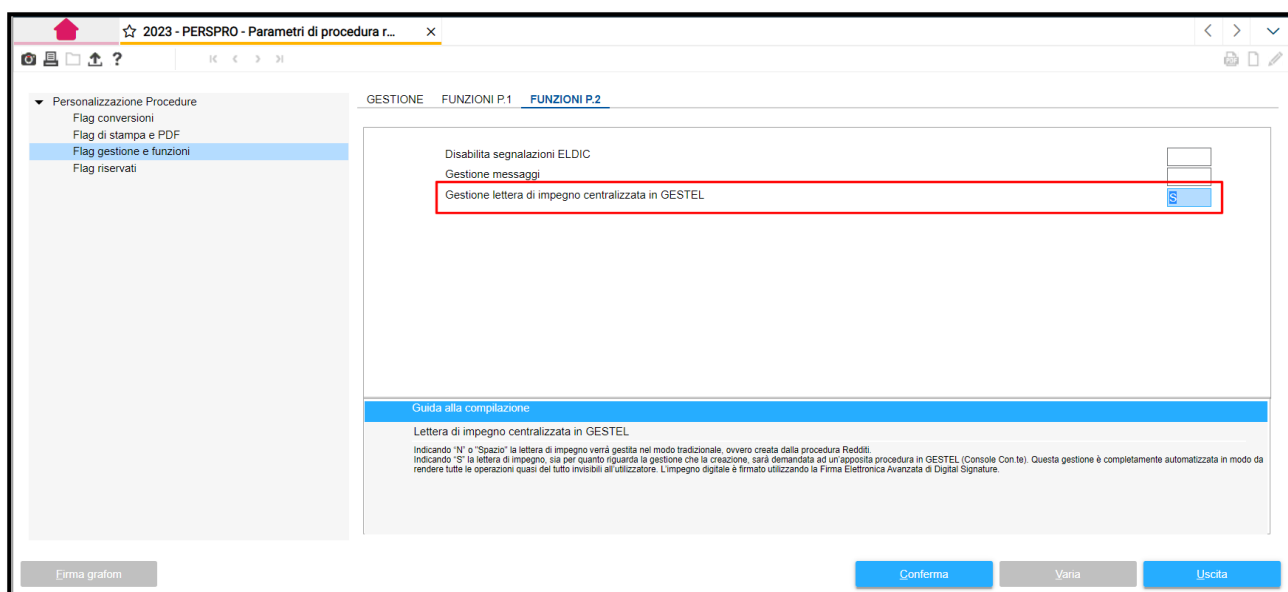 2023 - PERSPRO - Parametri di procedura r...
Personalizzazione Procedure
Flag conversioni
Flag di stampa e PDF
Flag gestione e funzioni
Flag riservati
GESTIONE FUNZIONI P.1 FUNZIONI P.2
Disabilita segnalazioni ELDIC
Gestione messaggi
Gestione lettera di impegno centralizzata in GESTEL S
Guida alla compilazione
Lettera di impegno centralizzata in GESTEL
Indicando "N" o "Spazio" la lettera di impegno verrà gestita nel modo tradizionale, ovvero creata dalla procedura Redditi.
Indicando "S" la lettera di impegno, sia per quanto riguarda la gestione che la creazione, sarà demandata ad un'apposita procedura in GESTEL (Console Con.te). Questa gestione è completamente automatizzata in modo da
rendere tutte le operazioni quasi del tutto invisibili all'utilizzatore. L'impegno digitale è firmato utilizzando la Firma Elettronica Avanzata di Digital Signature.
Firma grafom Conferma Varia Uscita